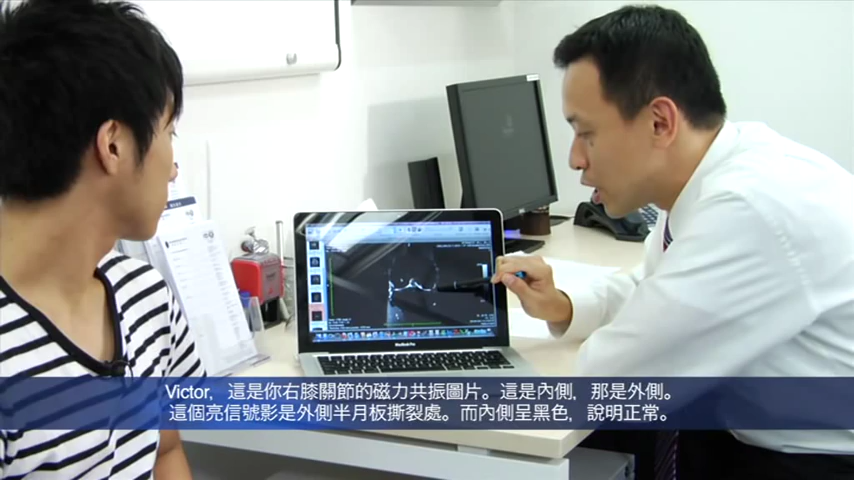 MacBook Pro
Victor，這是你右膝關節的磁力共振圖片。這是內側，那是外側。
這個亮信號影是外側半月板撕裂處。而內側呈黑色，說明正常。